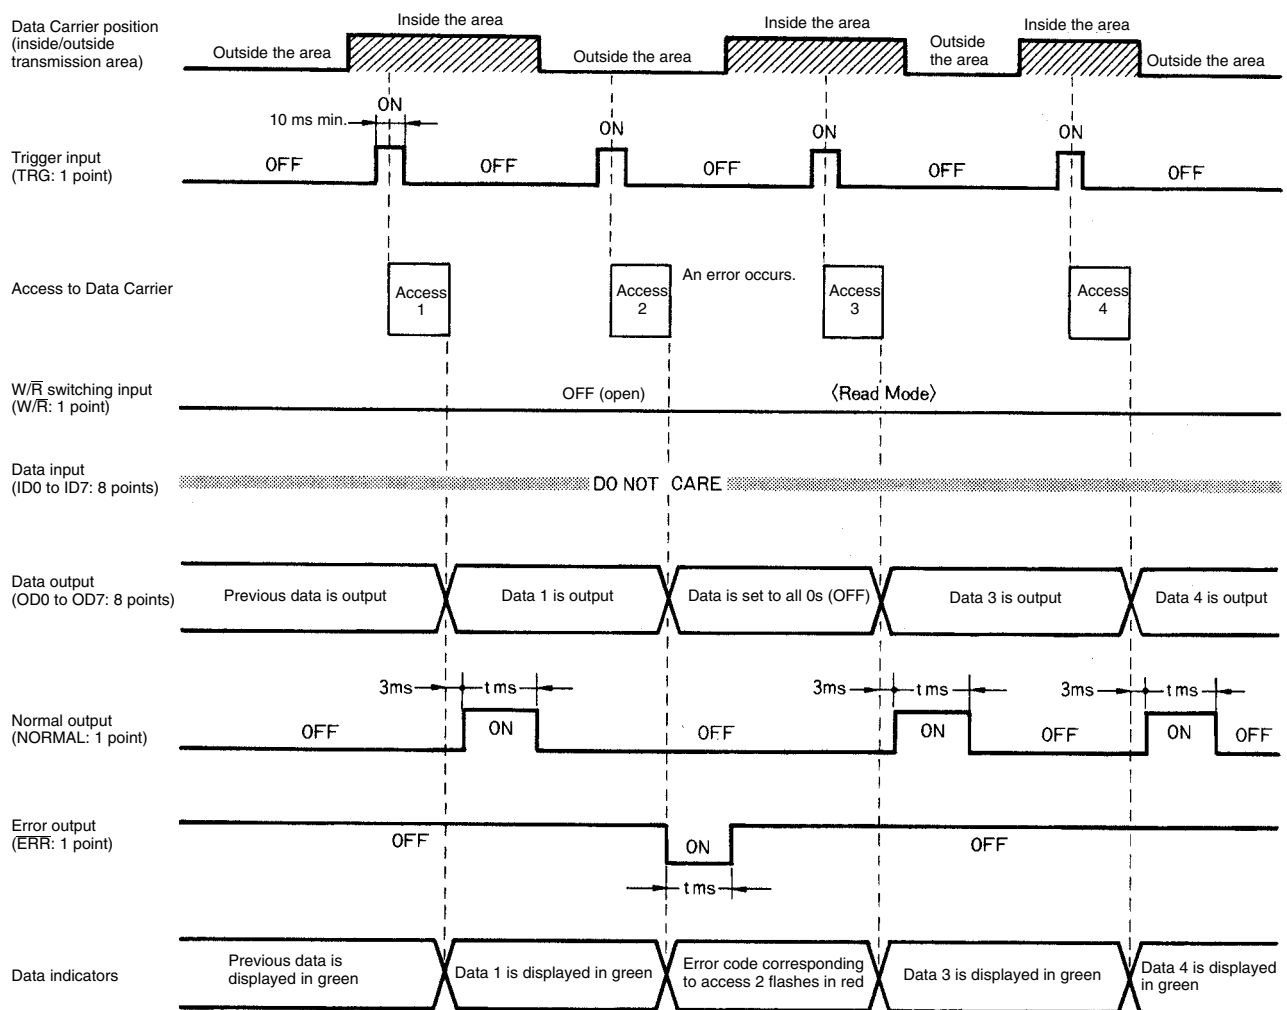 Data Carrier position
(inside/outside
transmission area)
Outside the area
Inside the area
Outside the area
Inside the area
Outside
the area
Inside the area
Outside the area
Trigger input
(TRG: 1 point)
10 ms min.
OFF
ON
OFF
ON
OFF
ON
OFF
ON
OFF
Access to Data Carrier
Access
1
Access
2
An error occurs.
Access
3
Access
4
W/R̅ switching input
(W/R̅: 1 point)
OFF (open)
〈Read Mode〉
Data input
(ID0 to ID7: 8 points)
DO NOT CARE
Data output
(OD0 to OD7: 8 points)
Previous data is output
Data 1 is output
Data is set to all 0s (OFF)
Data 3 is output
Data 4 is output
Normal output
(NORMAL: 1 point)
3ms
t ms
3ms
t ms
3ms
t ms
OFF
ON
OFF
ON
OFF
ON
OFF
Error output
(E̅R̅R̅: 1 point)
OFF
ON
OFF
t ms
Data indicators
Previous data is
displayed in green
Data 1 is displayed in green
Error code corresponding
to access 2 flashes in red
Data 3 is displayed in green
Data 4 is displayed
in green